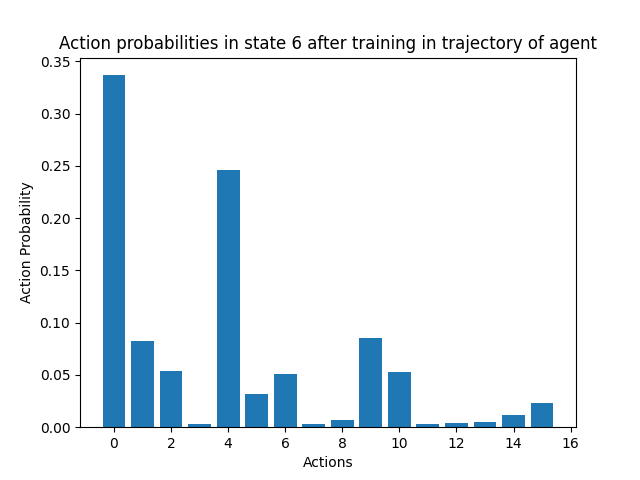 Action probabilities in state 6 after training in trajectory of agent
0.35
0.30
0.25
0.20
0.15
0.10
0.05
0.00
Action Probability
0 2 4 6 8 10 12 14 16
Actions